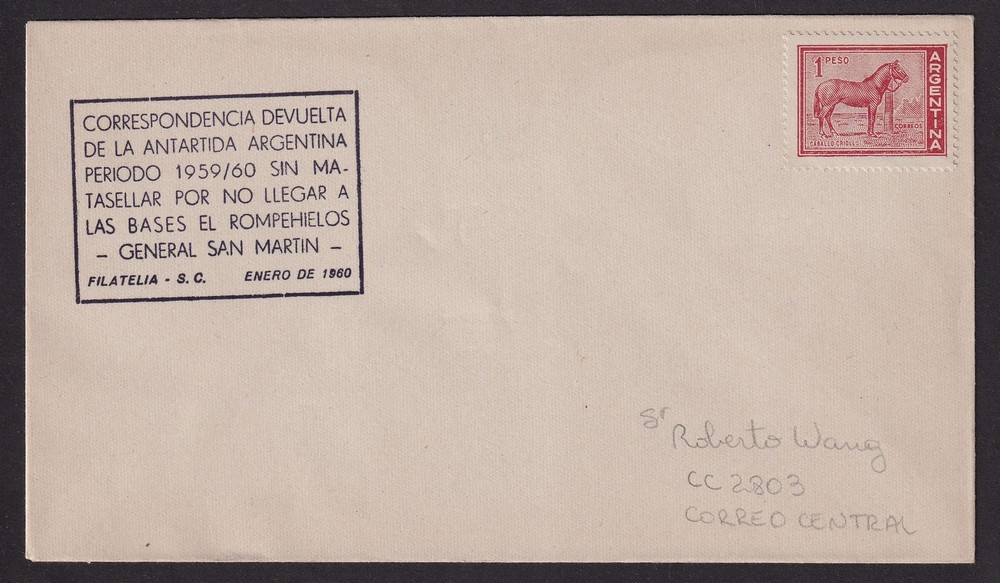 CORRESPONDENCIA DEVUELTA
DE LA ANTARTIDA ARGENTINA
PERIODO 1959/60 SIN MA-
TASELLAR POR NO LLEGAR A
LAS BASES EL ROMPEHIELOS
- GENERAL SAN MARTIN -
FILATELIA - S. C. ENERO DE 1960
1 PESO
ARGENTINA
CORREOS
CABALLO CRIOLLO
Sr Roberto Wang
CC 2803
CORREO CENTRAL